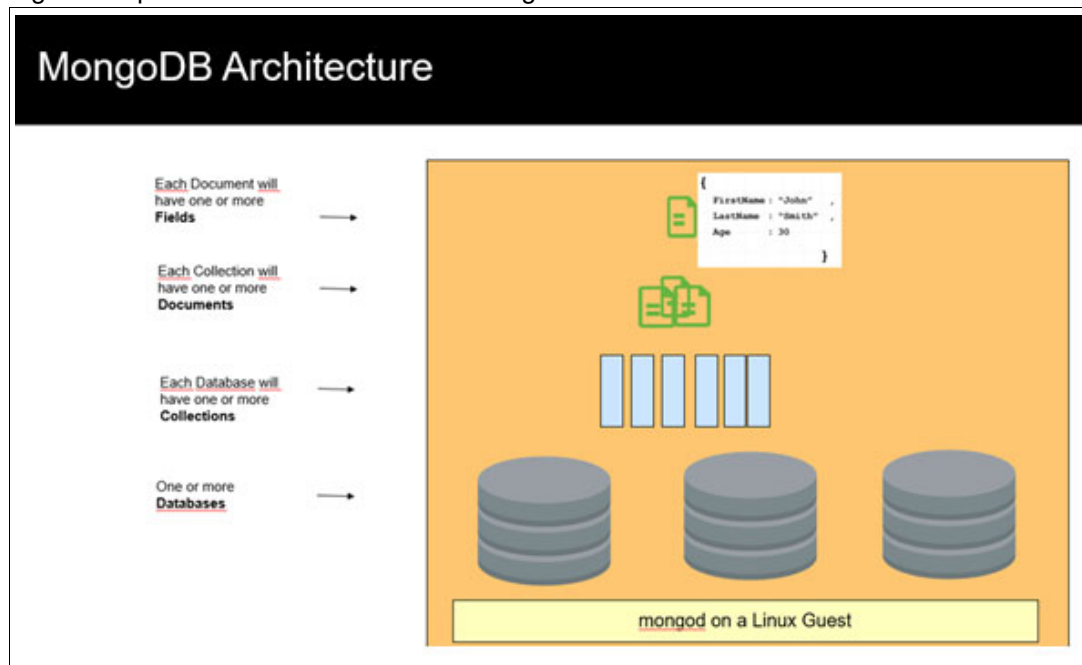 MongoDB Architecture
Each Document will
have one or more
Fields
{
FirstName : "John" ,
LastName : "Smith" ,
Age : 30
}
Each Collection will
have one or more
Documents
Each Database will
have one or more
Collections
One or more
Databases
mongod on a Linux Guest